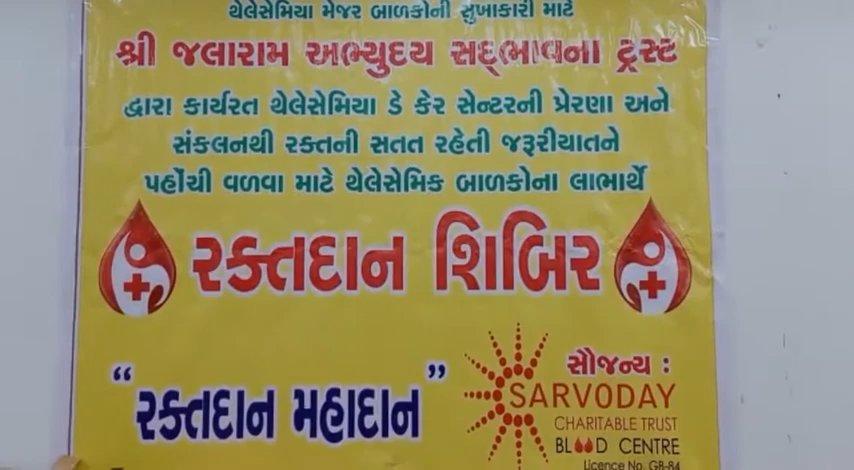 થેલેસેમિયા મેજર બાળકોની સુખાકારી માટે
શ્રી જલારામ અભ્યુદય સદ્ભાવના ટ્રસ્ટ
દ્વારા કાર્યરત થેલેસેમિયા ડે કેર સેન્ટરની પ્રેરણા અને
સંકલનથી રક્તની સતત રહેતી જરૂરીયાતને
પહોંચી વળવા માટે થેલેસેમિક બાળકોના લાભાર્થે
રક્તદાન શિબિર
“રક્તદાન મહાદાન”
સૌજન્ય :
SARVODAY
CHARITABLE TRUST
BLOOD CENTRE
Licence No. GB-84